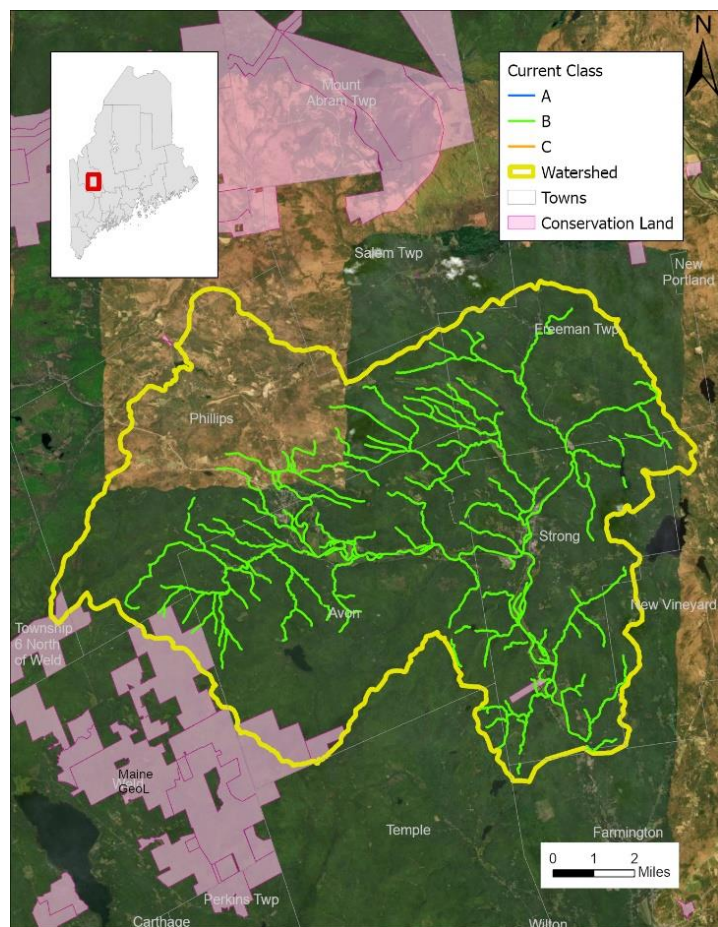 N
Mount
Abram Twp
Current Class
A
B
C
Watershed
Towns
Conservation Land
Salem Twp
New
Portland
Freeman Twp
Phillips
Strong
Avon
New Vineyard
Township
6 North
of Weld
Maine
GeoL
Weld
Temple
Farmington
0 1 2
Miles
Perkins Twp
Carthage
Wilton